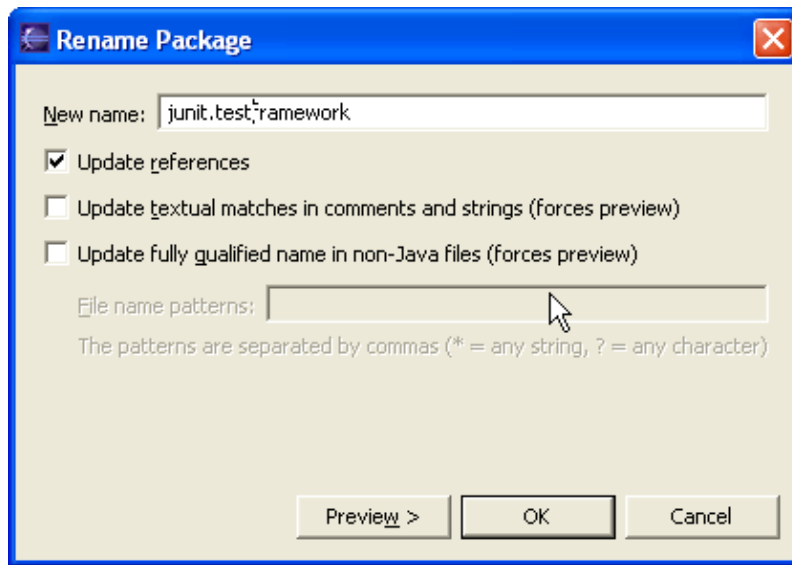 Rename Package
New name: junit.testframework
Update references
Update textual matches in comments and strings (forces preview)
Update fully qualified name in non-Java files (forces preview)
File name patterns:
The patterns are separated by commas (* = any string, ? = any character)
Preview > OK Cancel